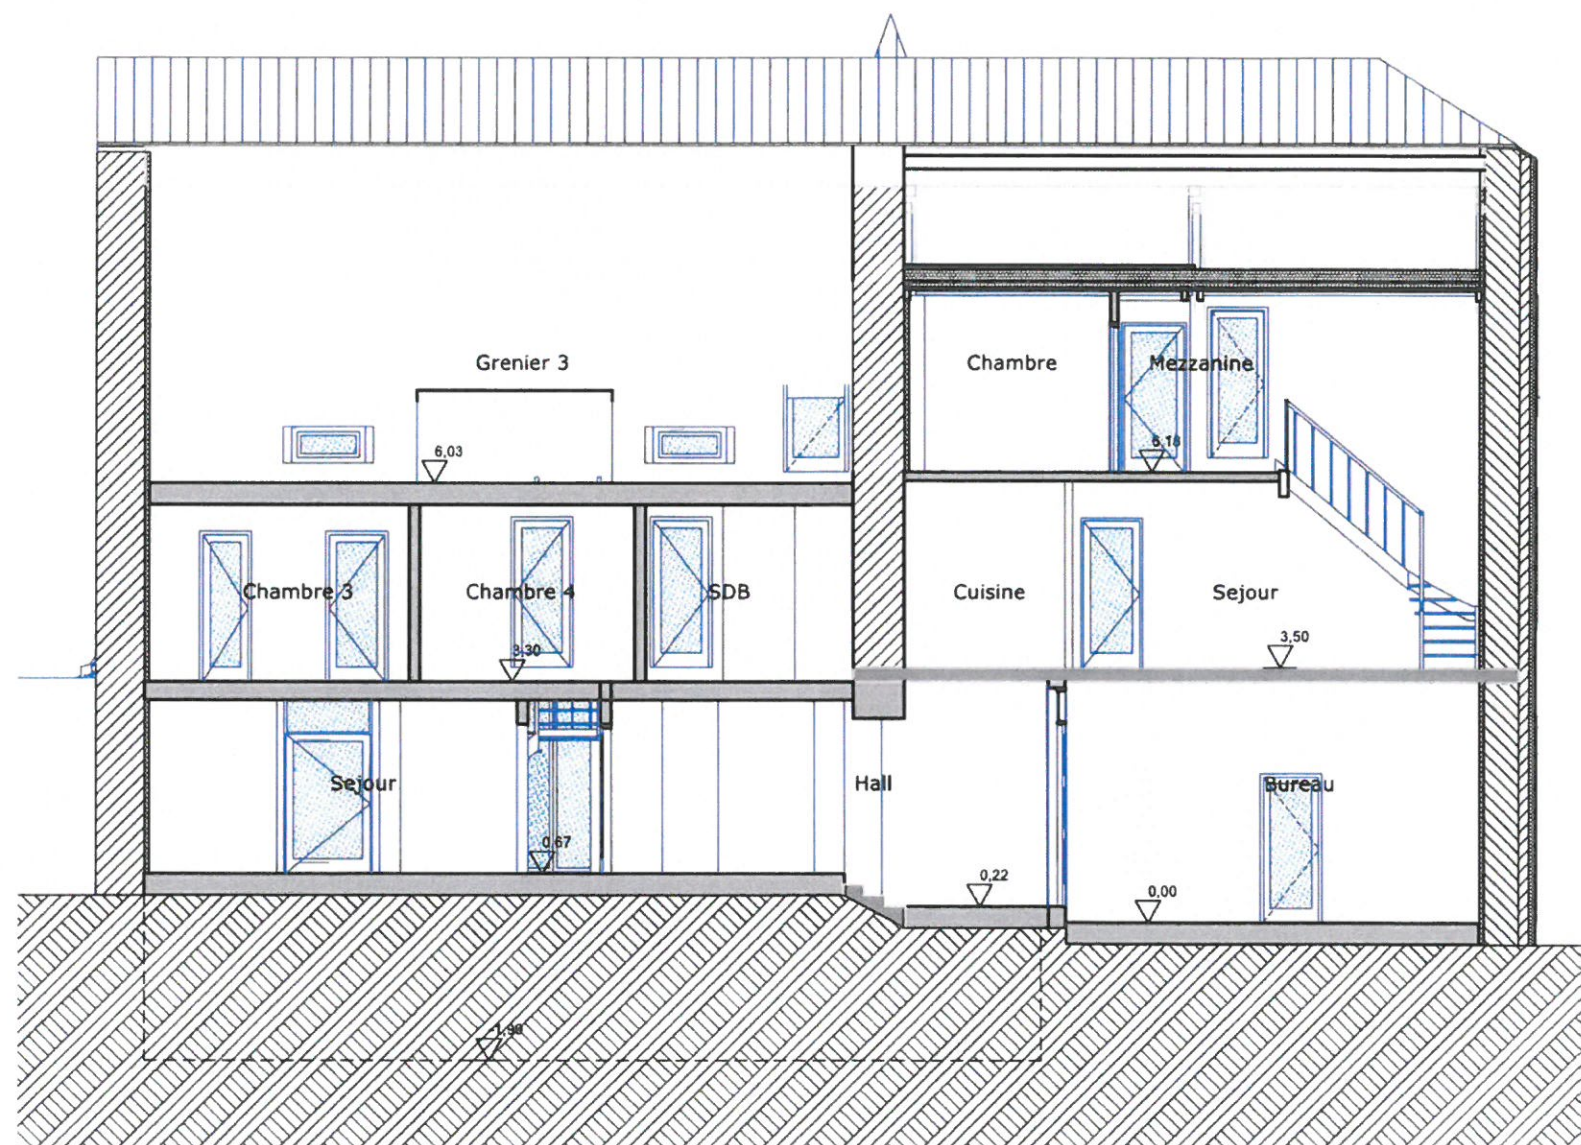 Grenier 3
Chambre
Mezzanine
6,03
6,18
Chambre 3
Chambre 4
SDB
Cuisine
Sejour
3,30
3,50
Sejour
Hall
Bureau
0,67
0,22
0,00
-1,98